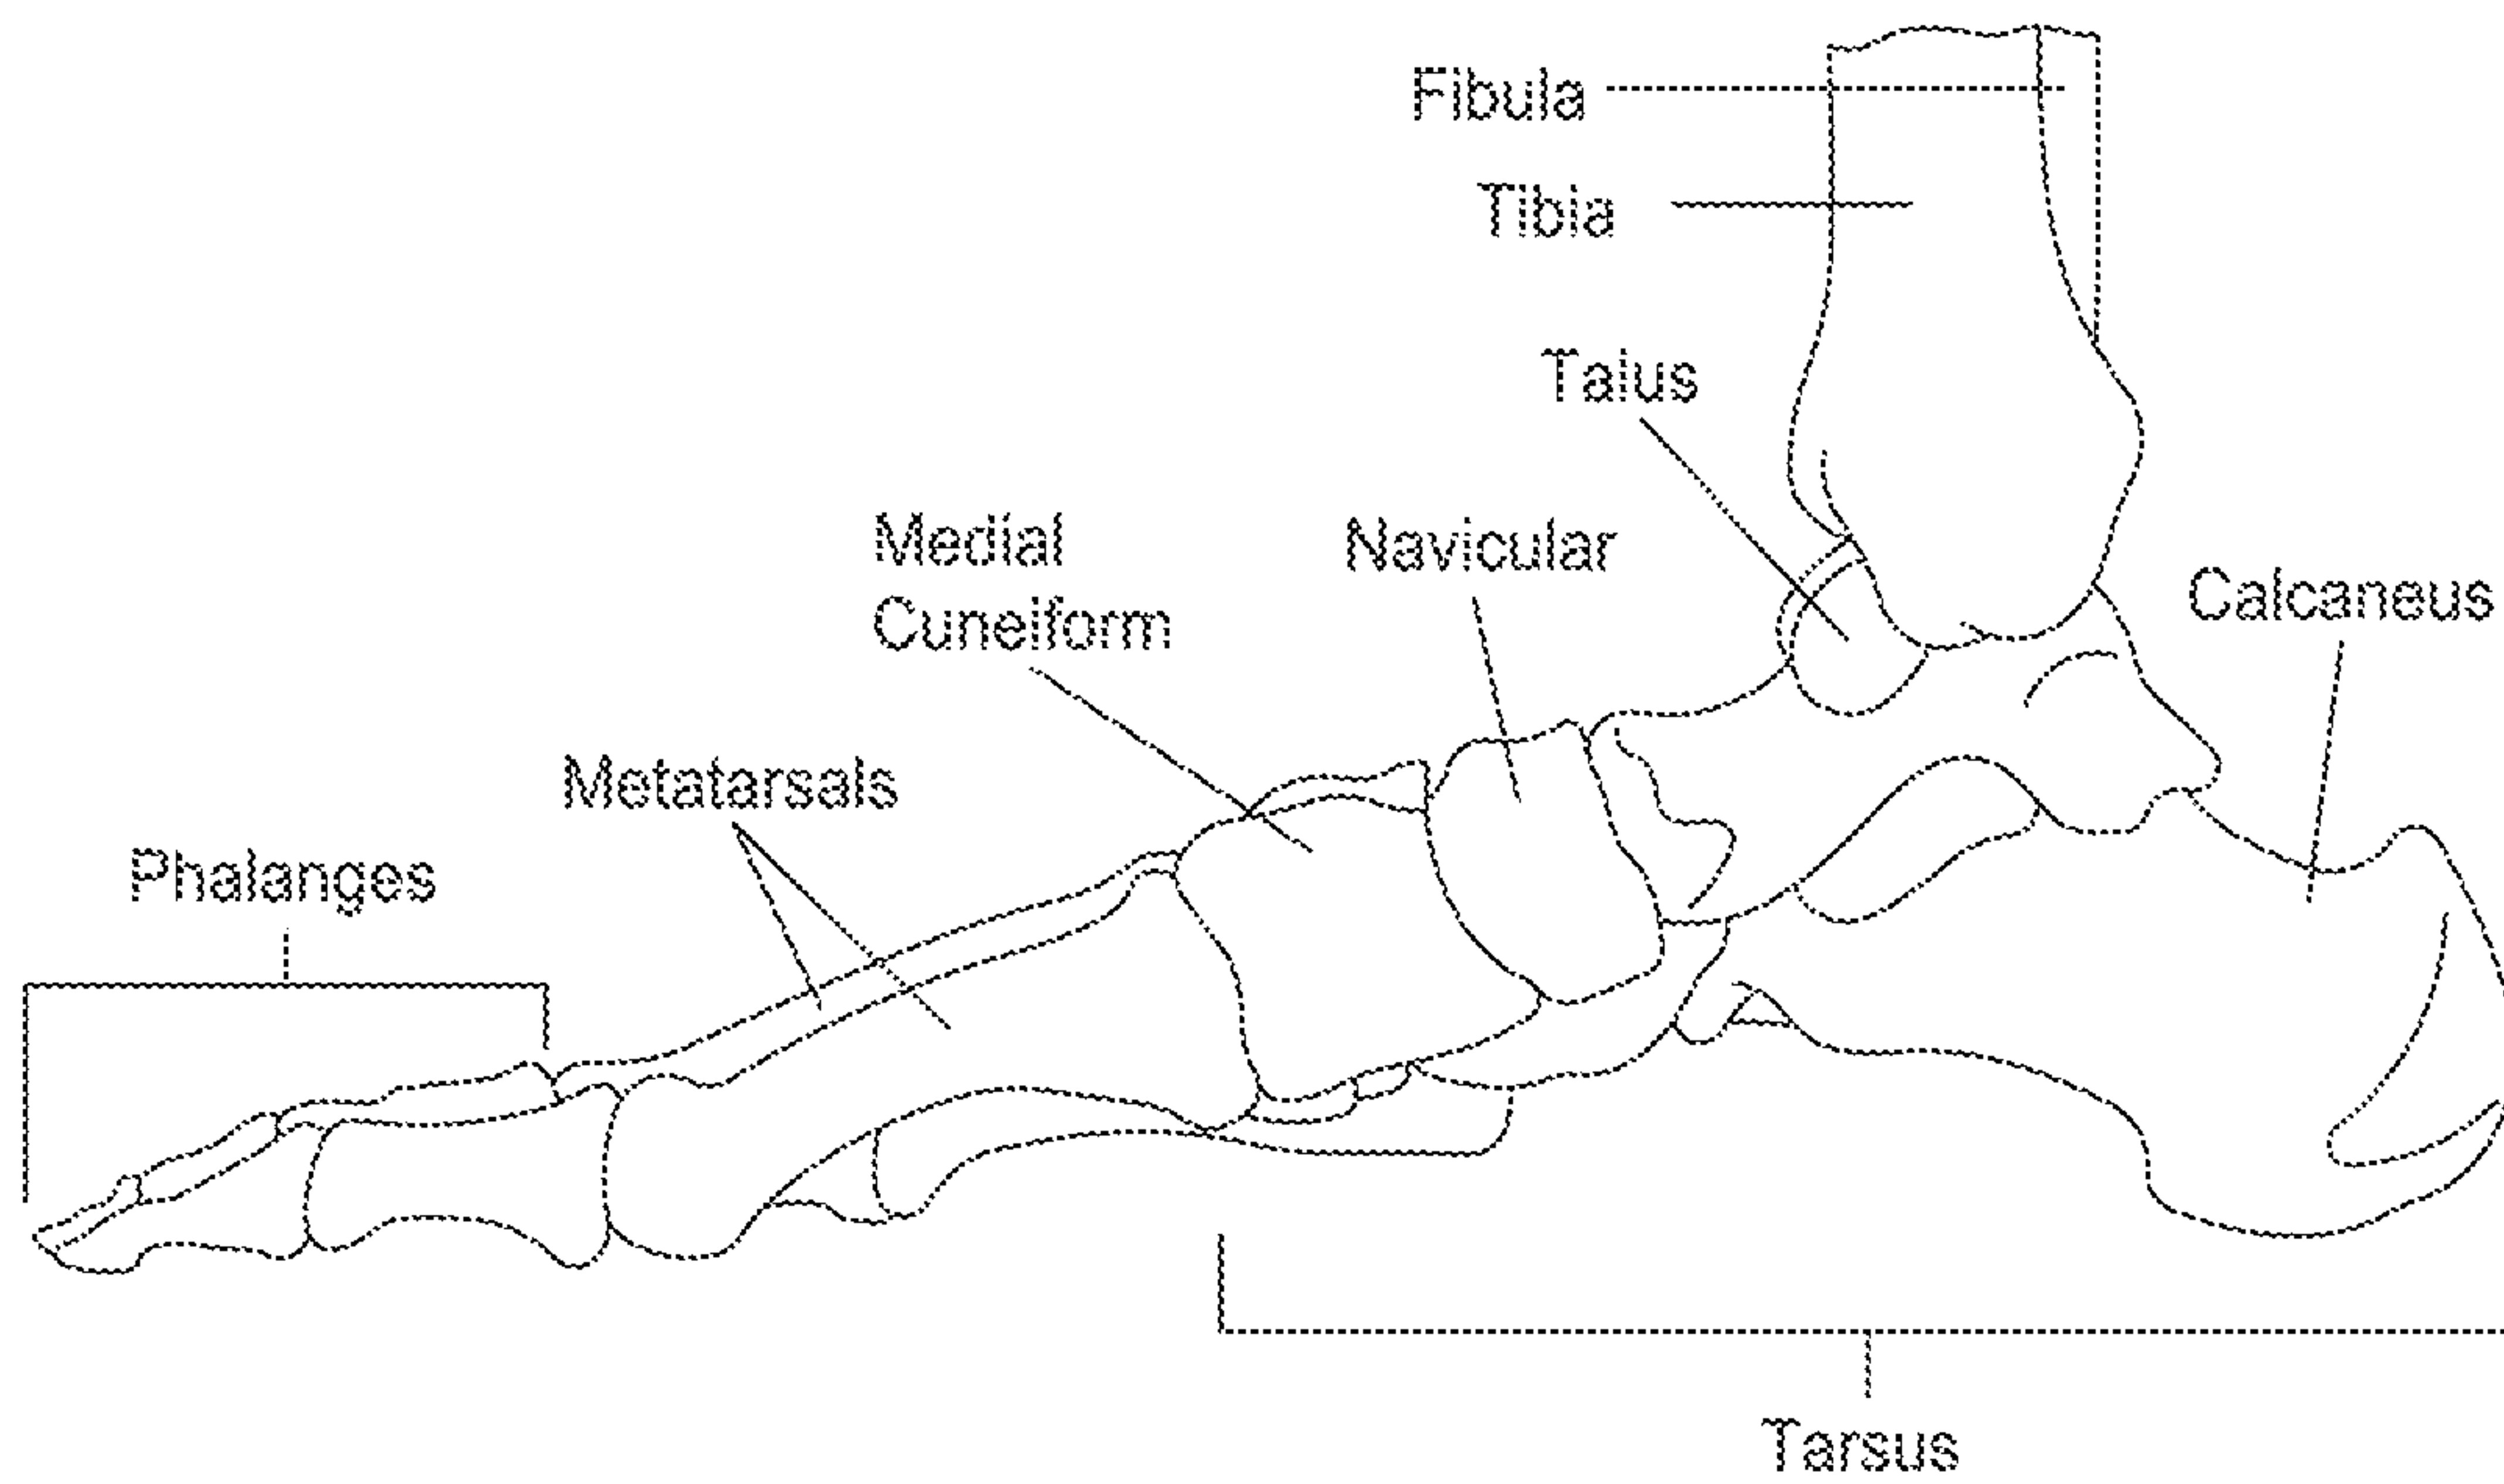 Fibula
Tibia
Talus
Medial
Cuneiform
Navicular
Calcaneus
Metatarsals
Phalanges
Tarsus